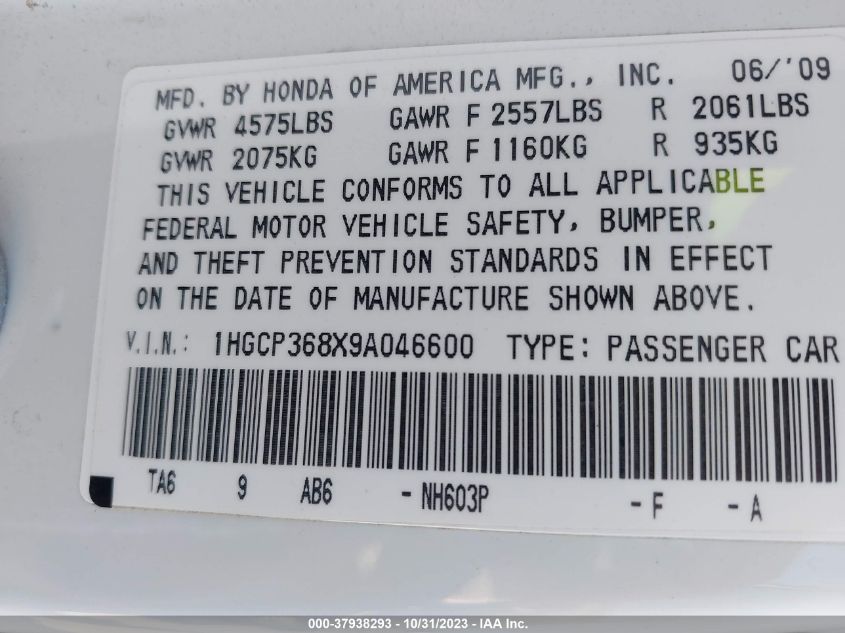 MFD. BY HONDA OF AMERICA MFG., INC. 06/'09
GVWR 4575LBS GAWR F 2557LBS R 2061LBS
GVWR 2075KG GAWR F 1160KG R 935KG
THIS VEHICLE CONFORMS TO ALL APPLICABLE
FEDERAL MOTOR VEHICLE SAFETY, BUMPER,
AND THEFT PREVENTION STANDARDS IN EFFECT
ON THE DATE OF MANUFACTURE SHOWN ABOVE.
V.I.N.: 1HGCP368X9A046600 TYPE: PASSENGER CAR
TA6 9 AB6 - NH603P - F - A
000-37938293 - 10/31/2023 - IAA Inc.